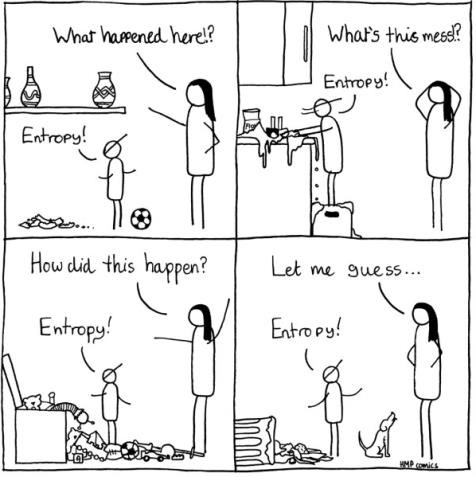 What happened here!?
Entropy!
What's this mess!?
Entropy!
How did this happen?
Entropy!
Let me guess...
Entropy!
HMP comics